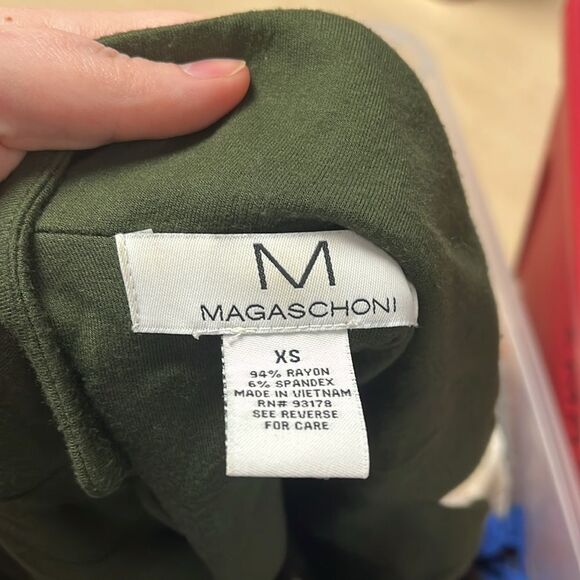 M
MAGASCHONI
XS
94% RAYON
6% SPANDEX
MADE IN VIETNAM
RN# 93178
SEE REVERSE
FOR CARE